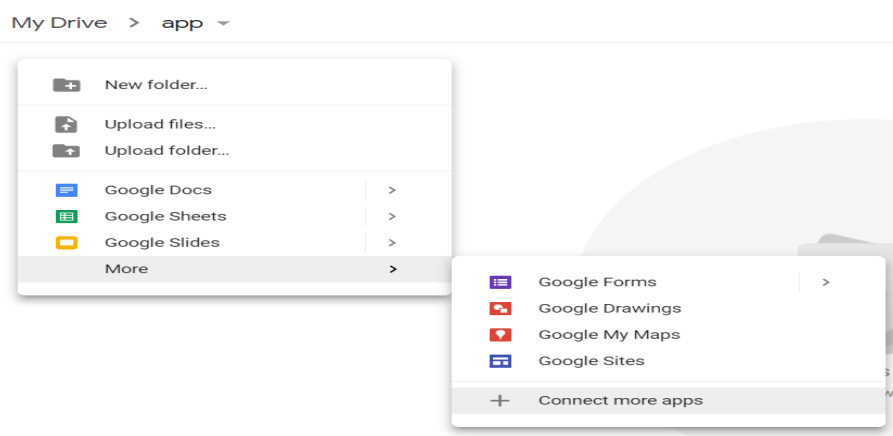 My Drive > app
New folder...
Upload files...
Upload folder...
Google Docs >
Google Sheets >
Google Slides >
More >
Google Forms >
Google Drawings
Google My Maps
Google Sites
Connect more apps